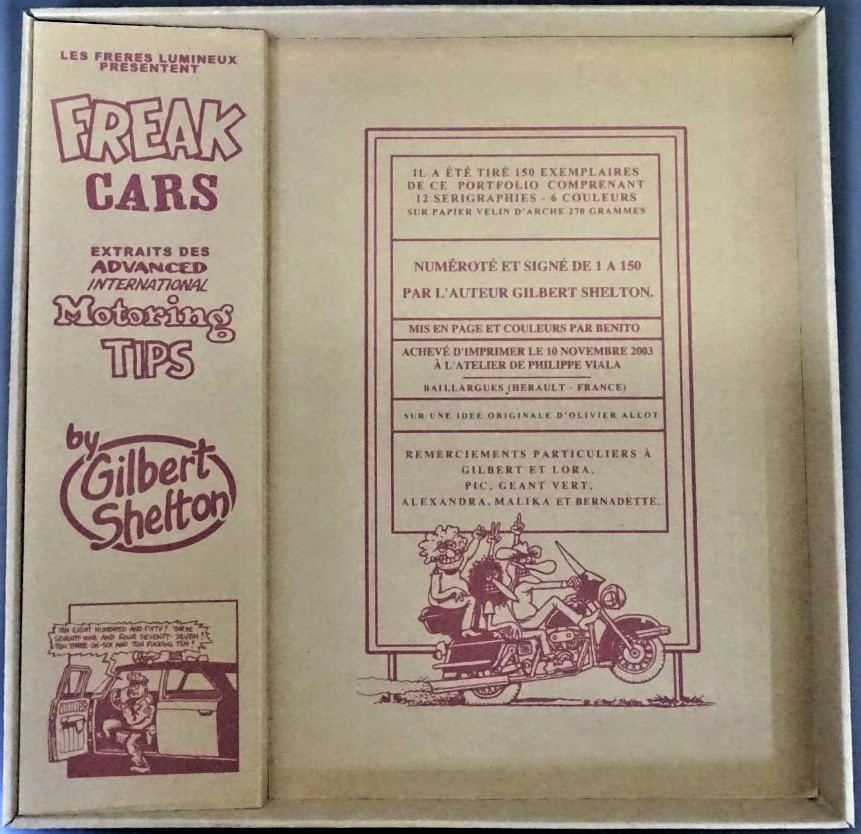 LES FRERES LUMINEUX
PRESENTENT
FREAK
CARS
EXTRAITS DES
ADVANCED
INTERNATIONAL
Motoring
TIPS
by
Gilbert
Shelton
TEN EIGHT HUNDRED AND FIFTY! THREE
SEVENTY NINE AND FOUR SEVENTY-SEVEN!
TEN THREE-OH-SIX AND TEN FUCKING TEN!
IL A ÉTÉ TIRÉ 150 EXEMPLAIRES
DE CE PORTFOLIO COMPRENANT
12 SERIGRAPHIES - 6 COULEURS
SUR PAPIER VELIN D'ARCHE 270 GRAMMES
NUMÉROTÉ ET SIGNÉ DE 1 A 150
PAR L'AUTEUR GILBERT SHELTON.
MIS EN PAGE ET COULEURS PAR BENITO
ACHEVÉ D'IMPRIMER LE 10 NOVEMBRE 2003
À L'ATELIER DE PHILIPPE VIALA
BAILLARGUES (HERAULT - FRANCE)
SUR UNE IDEE ORIGINALE D'OLIVIER ALLOT
REMERCIEMENTS PARTICULIERS À
GILBERT ET LORA,
PIC, GEANT VERT,
ALEXANDRA, MALIKA ET BERNADETTE.